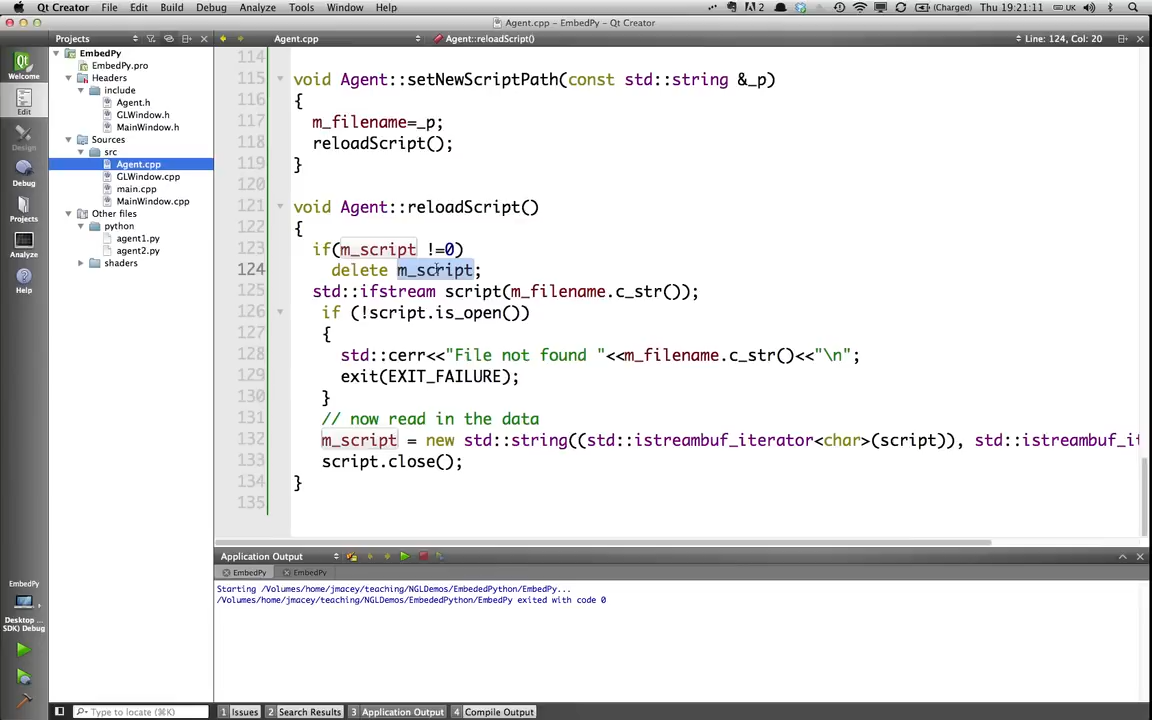 Qt Creator File Edit Build Debug Analyze Tools Window Help 2 (Charged) Thu 19:21:11 UK
Agent.cpp - EmbedPy - Qt Creator
Projects Agent.cpp Agent::reloadScript() Line: 124, Col: 20
Welcome
Edit
Design
Debug
Projects
Analyze
Help
EmbedPy
Desktop ...
SDK) Debug
EmbedPy
EmbedPy.pro
Headers
include
Agent.h
GLWindow.h
MainWindow.h
Sources
src
Agent.cpp
GLWindow.cpp
main.cpp
MainWindow.cpp
Other files
python
agent1.py
agent2.py
shaders
114
115 void Agent::setNewScriptPath(const std::string &_p)
116 {
117 m_filename=_p;
118 reloadScript();
119 }
120
121 void Agent::reloadScript()
122 {
123 if(m_script !=0)
124 delete m_script;
125 std::ifstream script(m_filename.c_str());
126 if (!script.is_open())
127 {
128 std::cerr<<"File not found "<<m_filename.c_str()<<"\n";
129 exit(EXIT_FAILURE);
130 }
131 // now read in the data
132 m_script = new std::string((std::istreambuf_iterator<char>(script)), std::istreambuf_it
133 script.close();
134 }
135
Application Output
EmbedPy EmbedPy
Starting /Volumes/home/jmacey/teaching/NGLDemos/EmbededPython/EmbedPy...
/Volumes/home/jmacey/teaching/NGLDemos/EmbededPython/EmbedPy exited with code 0
Type to locate (⌘K) 1 Issues 2 Search Results 3 Application Output 4 Compile Output